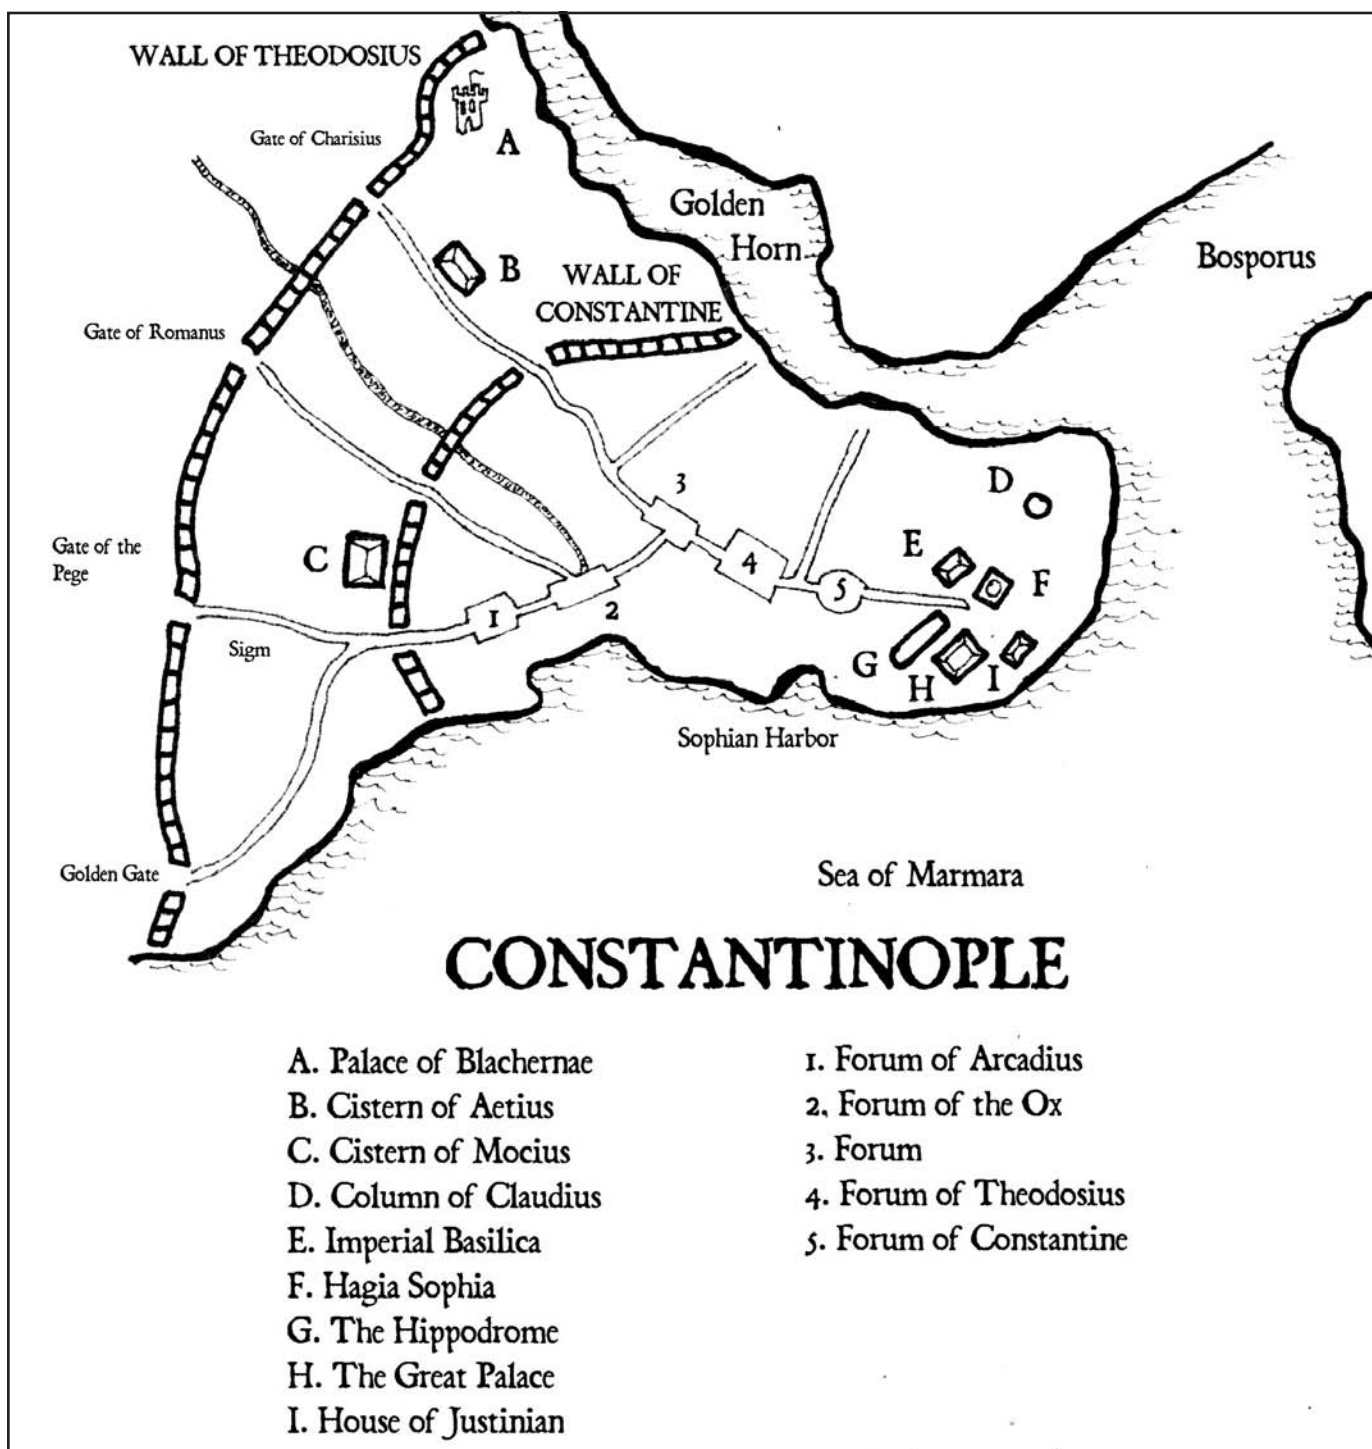 WALL OF THEODOSIUS
Gate of Charisius
A
Golden
Horn
Bosporus
B
WALL OF
CONSTANTINE
Gate of Romanus
3
D
Gate of the
Pege
C
4
E
5
F
1
2
Sigm
G
H
I
Sophian Harbor
Golden Gate
Sea of Marmara
CONSTANTINOPLE
A. Palace of Blachernae
B. Cistern of Aetius
C. Cistern of Mocius
D. Column of Claudius
E. Imperial Basilica
F. Hagia Sophia
G. The Hippodrome
H. The Great Palace
I. House of Justinian
1. Forum of Arcadius
2. Forum of the Ox
3. Forum
4. Forum of Theodosius
5. Forum of Constantine